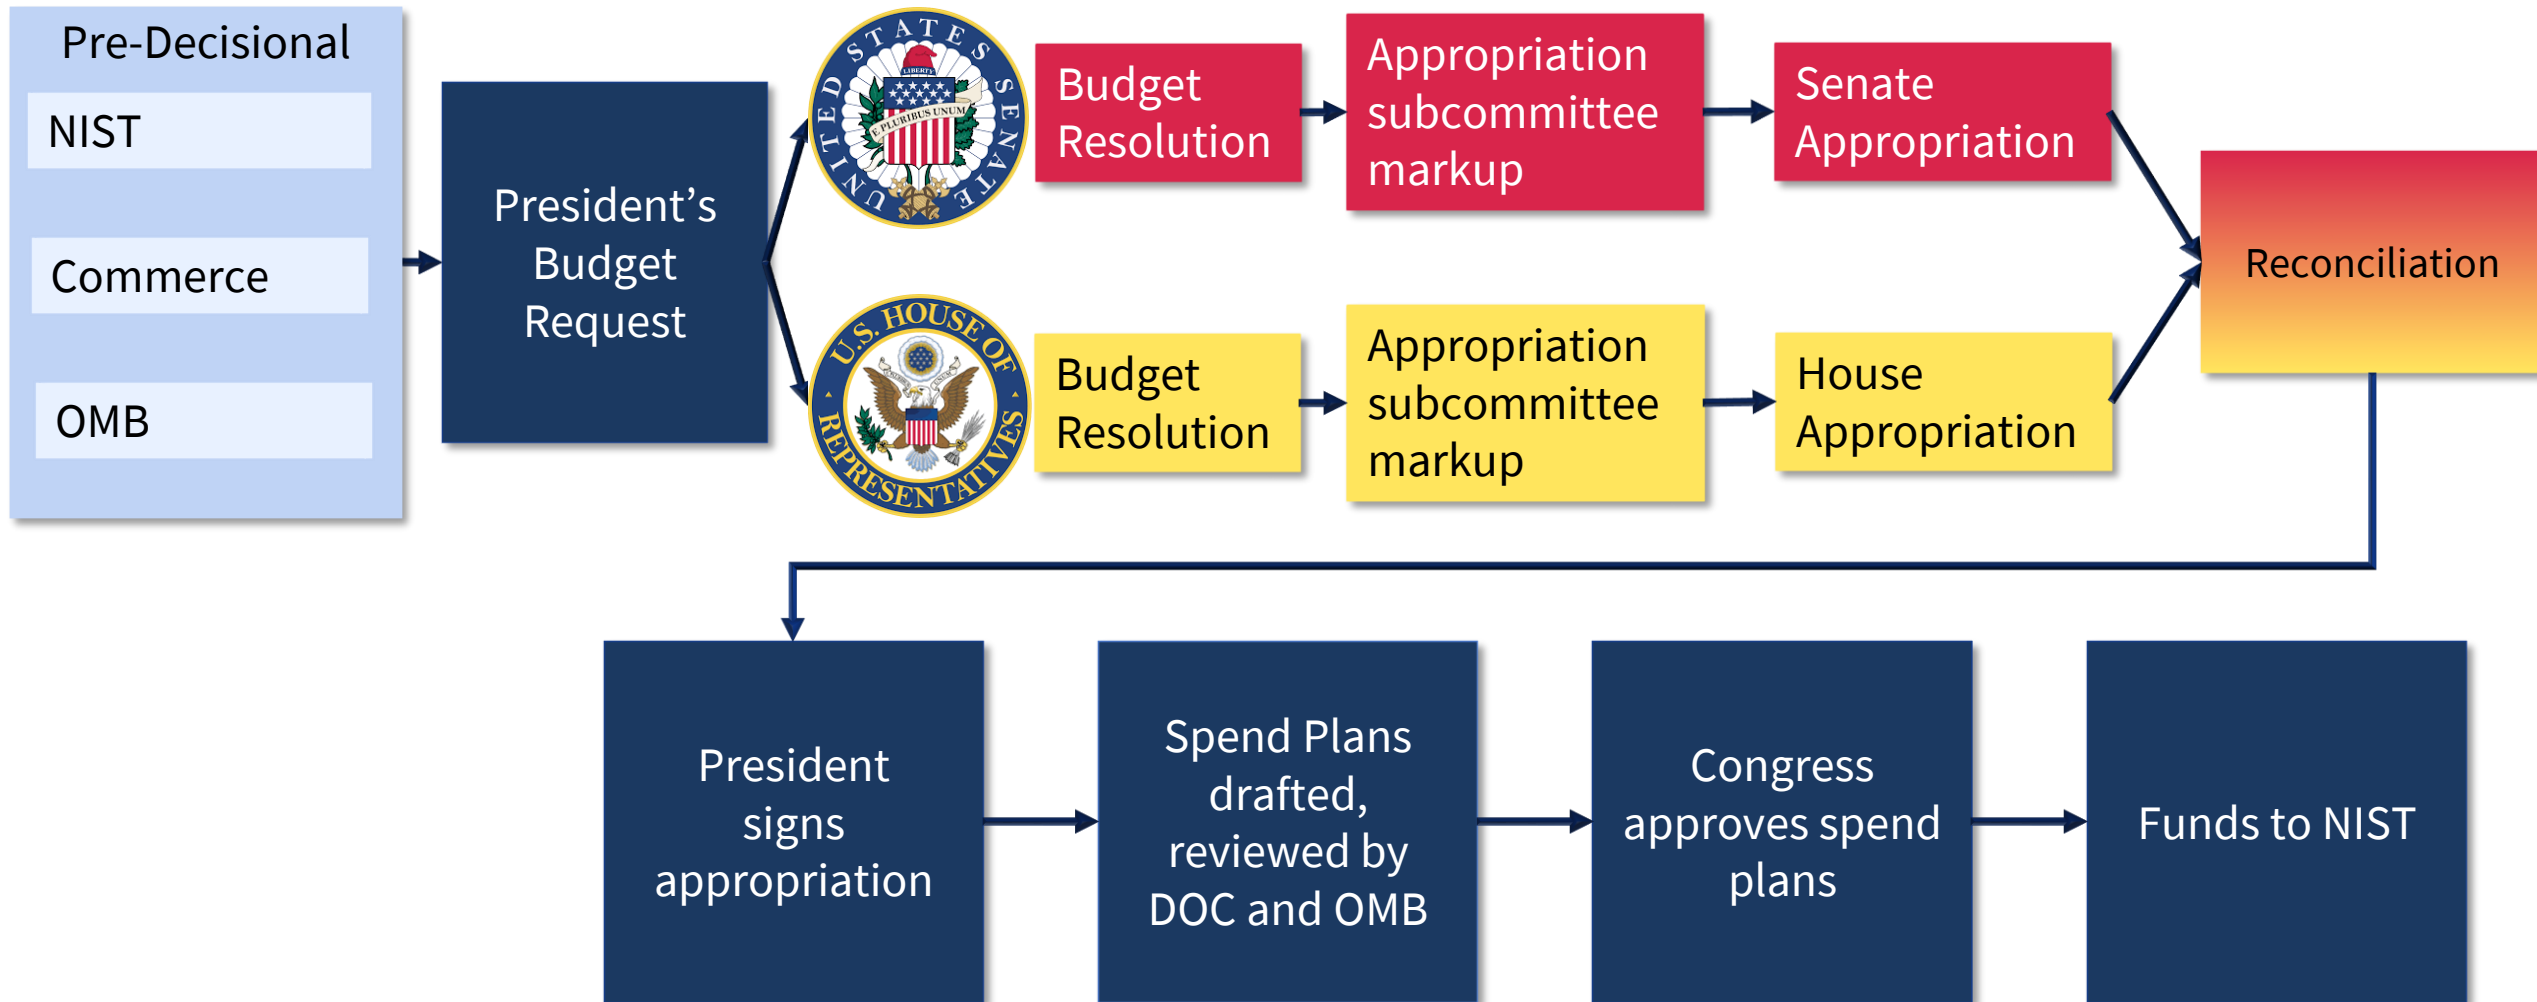 Pre-Decisional
NIST
Commerce
OMB
President’s
Budget
Request
UNITED STATES SENATE
LIBERTY
E PLURIBUS UNUM
Budget
Resolution
Appropriation
subcommittee
markup
Senate
Appropriation
U.S. HOUSE OF
REPRESENTATIVES
Budget
Resolution
Appropriation
subcommittee
markup
House
Appropriation
Reconciliation
President
signs
appropriation
Spend Plans
drafted,
reviewed by
DOC and OMB
Congress
approves spend
plans
Funds to NIST